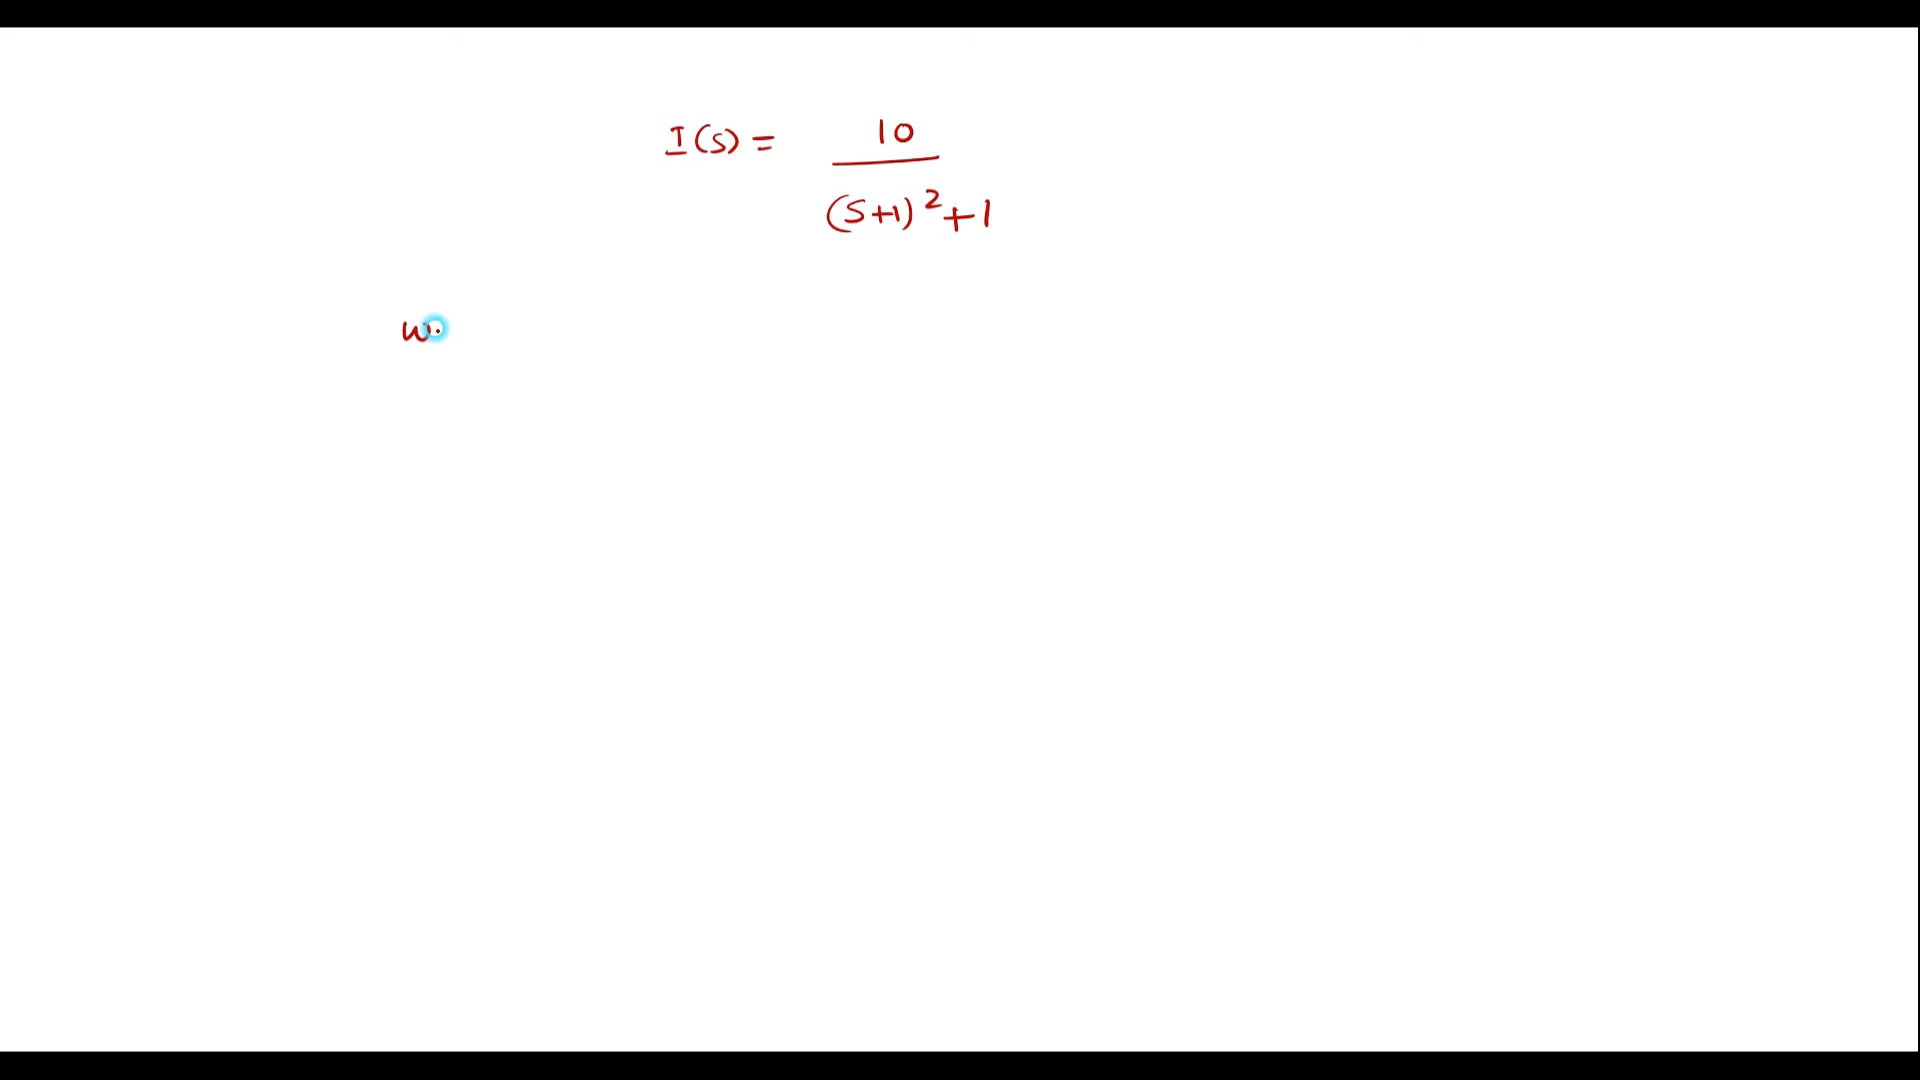 I(s) = 10
(s+1)² + 1
w.